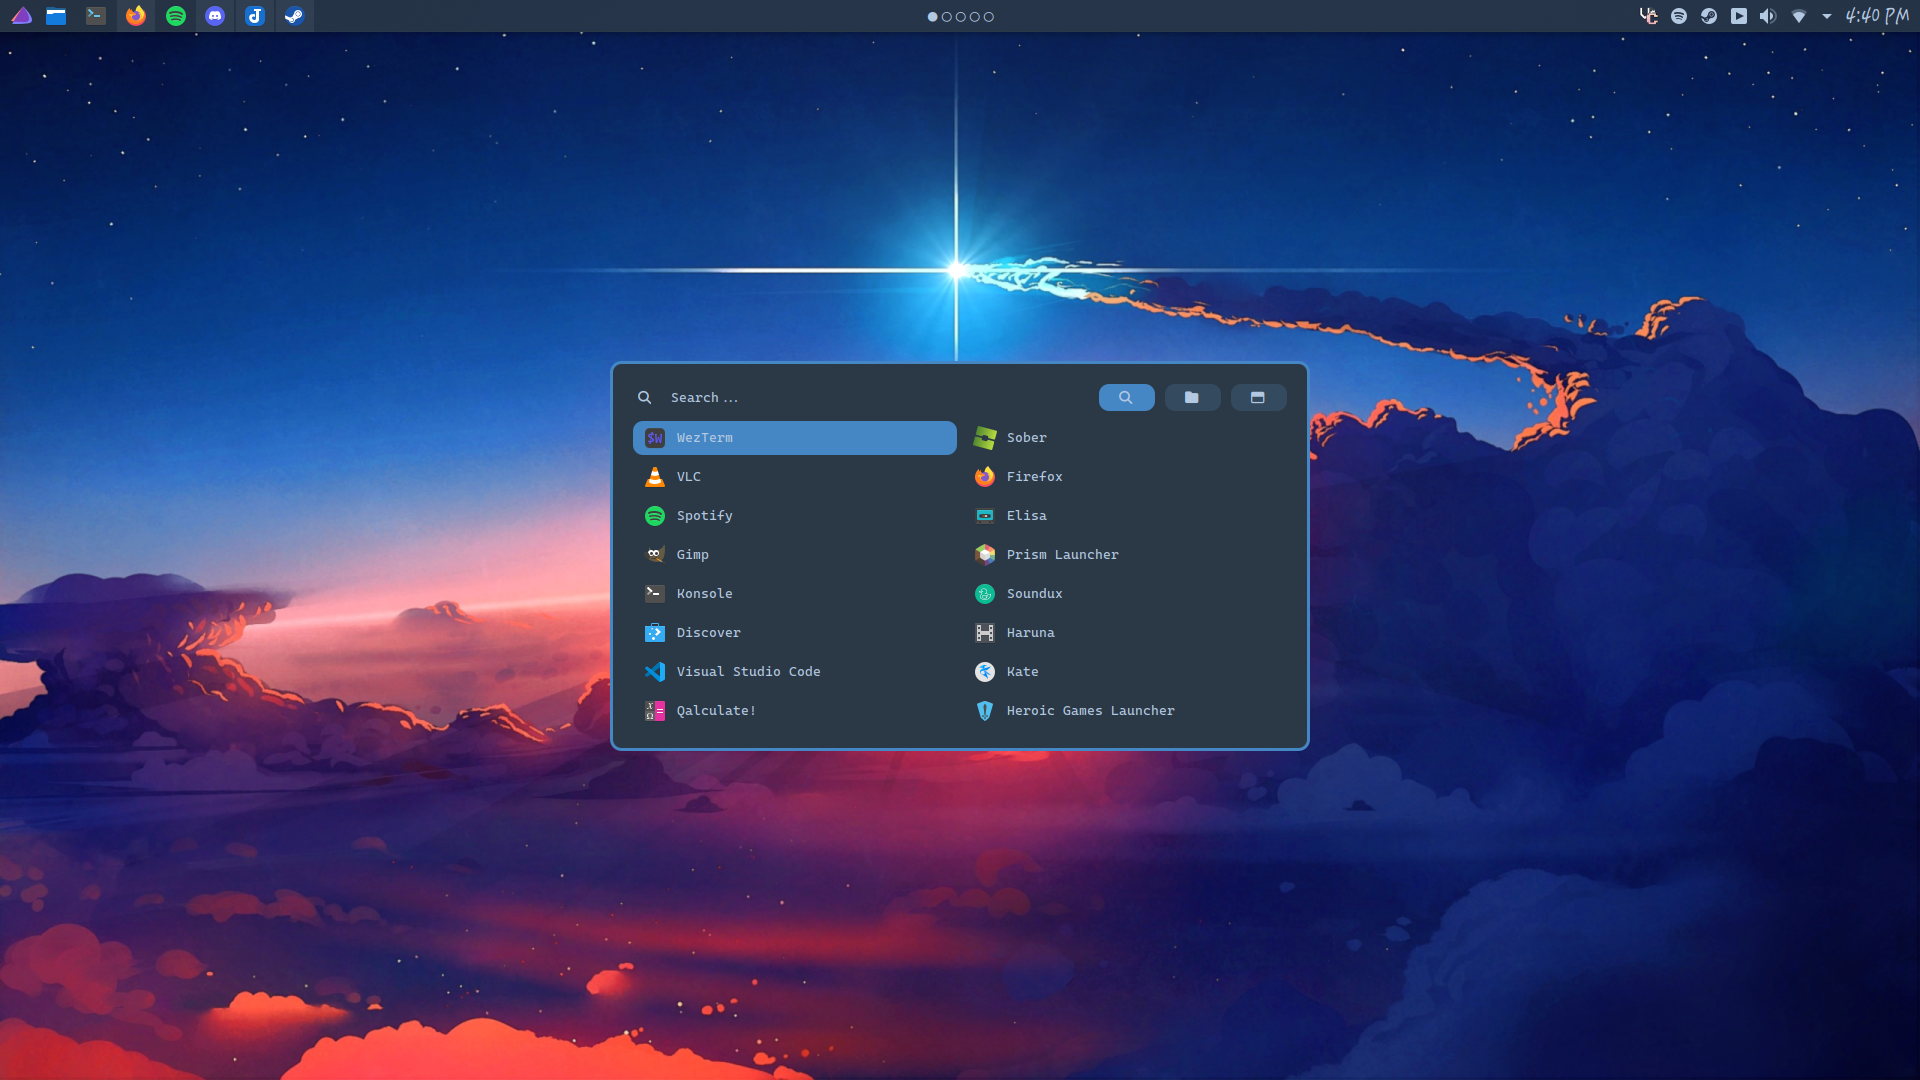 4:40 PM
Search...
WezTerm
Sober
VLC
Firefox
Spotify
Elisa
Gimp
Prism Launcher
Konsole
Soundux
Discover
Haruna
Visual Studio Code
Kate
Qalculate!
Heroic Games Launcher